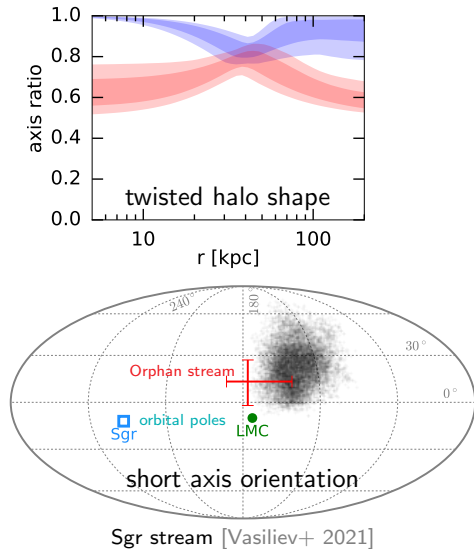 1.0
0.8
0.6
0.4
0.2
0.0
axis ratio
twisted halo shape
10
100
r [kpc]
240°
180
30°
0°
Orphan stream
orbital poles
Sgr
LMC
short axis orientation
Sgr stream [Vasiliev+ 2021]